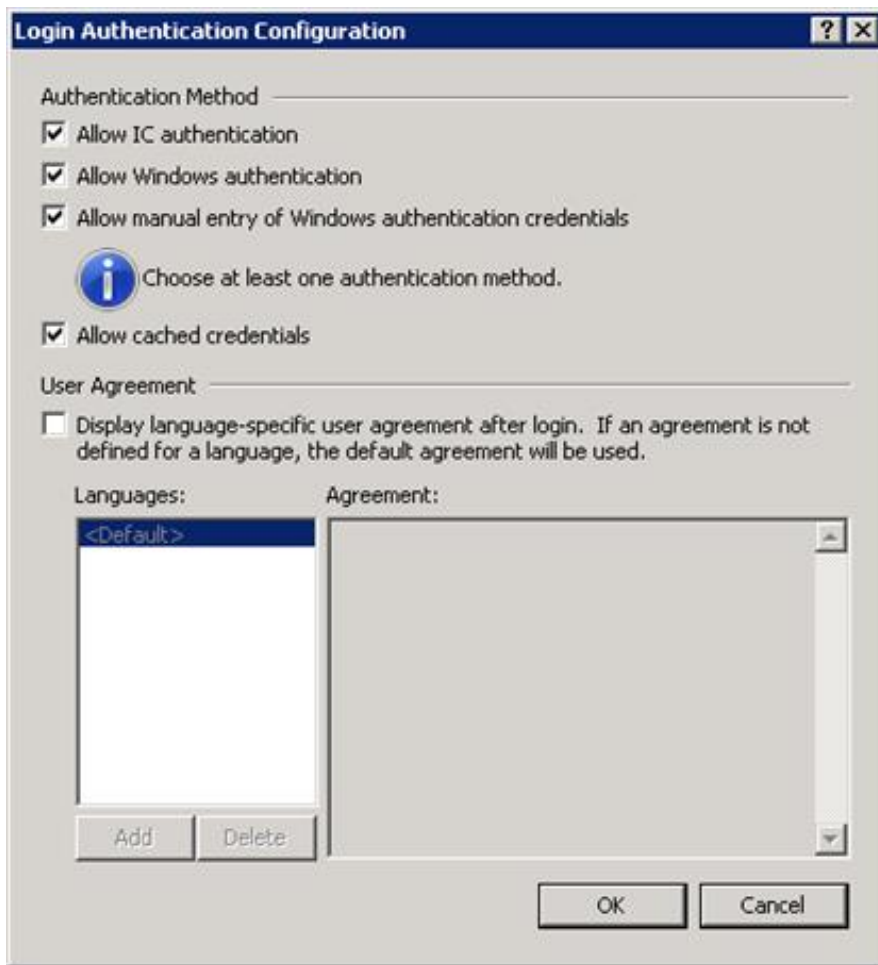 Login Authentication Configuration
Authentication Method
Allow IC authentication
Allow Windows authentication
Allow manual entry of Windows authentication credentials
Choose at least one authentication method.
Allow cached credentials
User Agreement
Display language-specific user agreement after login.  If an agreement is not
defined for a language, the default agreement will be used.
Languages:
Agreement:
<Default>
Add
Delete
OK
Cancel